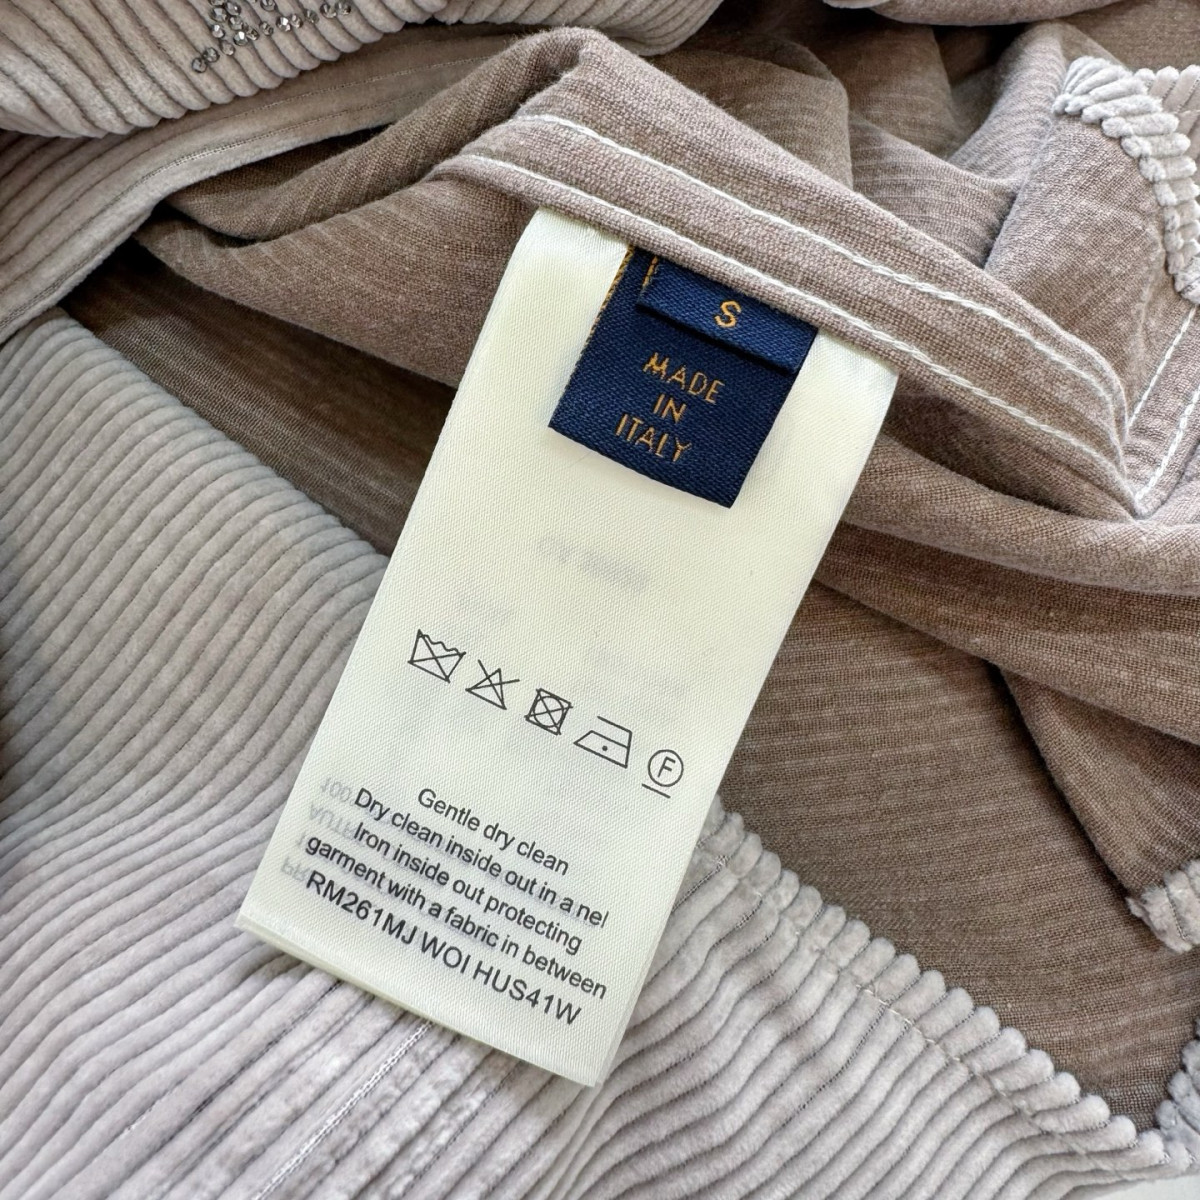 S
MADE
IN
ITALY
F
Gentle dry clean
Dry clean inside out in a nel
Iron inside out protecting
garment with a fabric in between
RM261MJ WOI HUS41W